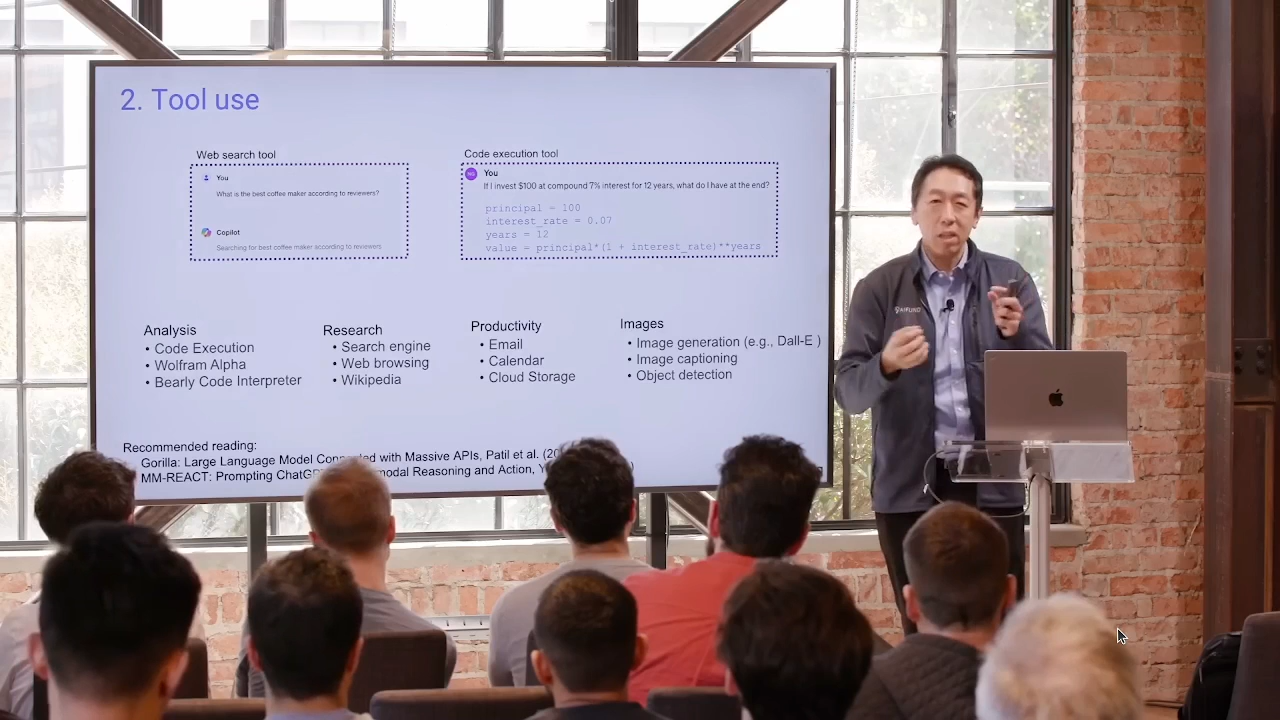 2. Tool use
Web search tool
You
What is the best coffee maker according to reviewers?
Copilot
Searching for best coffee maker according to reviewers
Code execution tool
You
If I invest $100 at compound 7% interest for 12 years, what do I have at the end?
principal = 100
interest_rate = 0.07
years = 12
value = principal*(1 + interest_rate)**years
Analysis
• Code Execution
• Wolfram Alpha
• Bearly Code Interpreter
Research
• Search engine
• Web browsing
• Wikipedia
Productivity
• Email
• Calendar
• Cloud Storage
Images
• Image generation (e.g., Dall-E )
• Image captioning
• Object detection
Recommended reading:
Gorilla: Large Language Model with Massive APIs, Patil et al.
MM-REACT: Prompting Reasoning and Action,
AI FUND